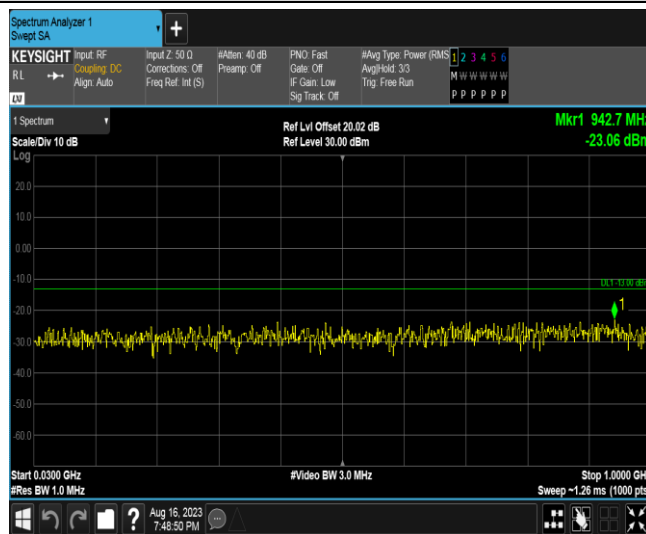 Spectrum Analyzer 1
Swept SA
+
KEYSIGHT
RL
Input: RF
Coupling: DC
Align: Auto
Input Z: 50 Ω
Corrections: Off
Freq Ref: Int (S)
#Atten: 40 dB
Preamp: Off
PNO: Fast
Gate: Off
IF Gain: Low
Sig Track: Off
#Avg Type: Power (RMS
Avg|Hold: 3/3
Trig: Free Run
1 2 3 4 5 6
M W W W W W
P P P P P P
LXI
1 Spectrum
Scale/Div 10 dB
Log
Ref Lvl Offset 20.02 dB
Ref Level 30.00 dBm
Mkr1 942.7 MHz
-23.06 dBm
20.0
10.0
0.00
-10.0
-20.0
-30.0
-40.0
-50.0
-60.0
DL1 -13.00 dBm
1
Start 0.0300 GHz
#Res BW 1.0 MHz
#Video BW 3.0 MHz
Stop 1.0000 GH
Sweep ~1.26 ms (1000 pts
?
Aug 16, 2023
7:48:50 PM